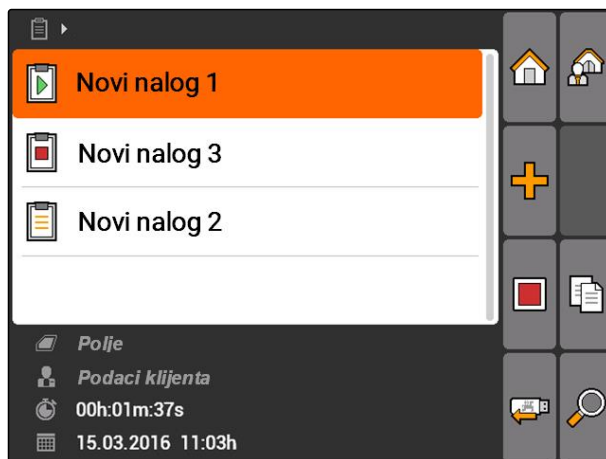 Novi nalog 1
Novi nalog 3
Novi nalog 2
Polje
Podaci klijenta
00h:01m:37s
15.03.2016 11:03h